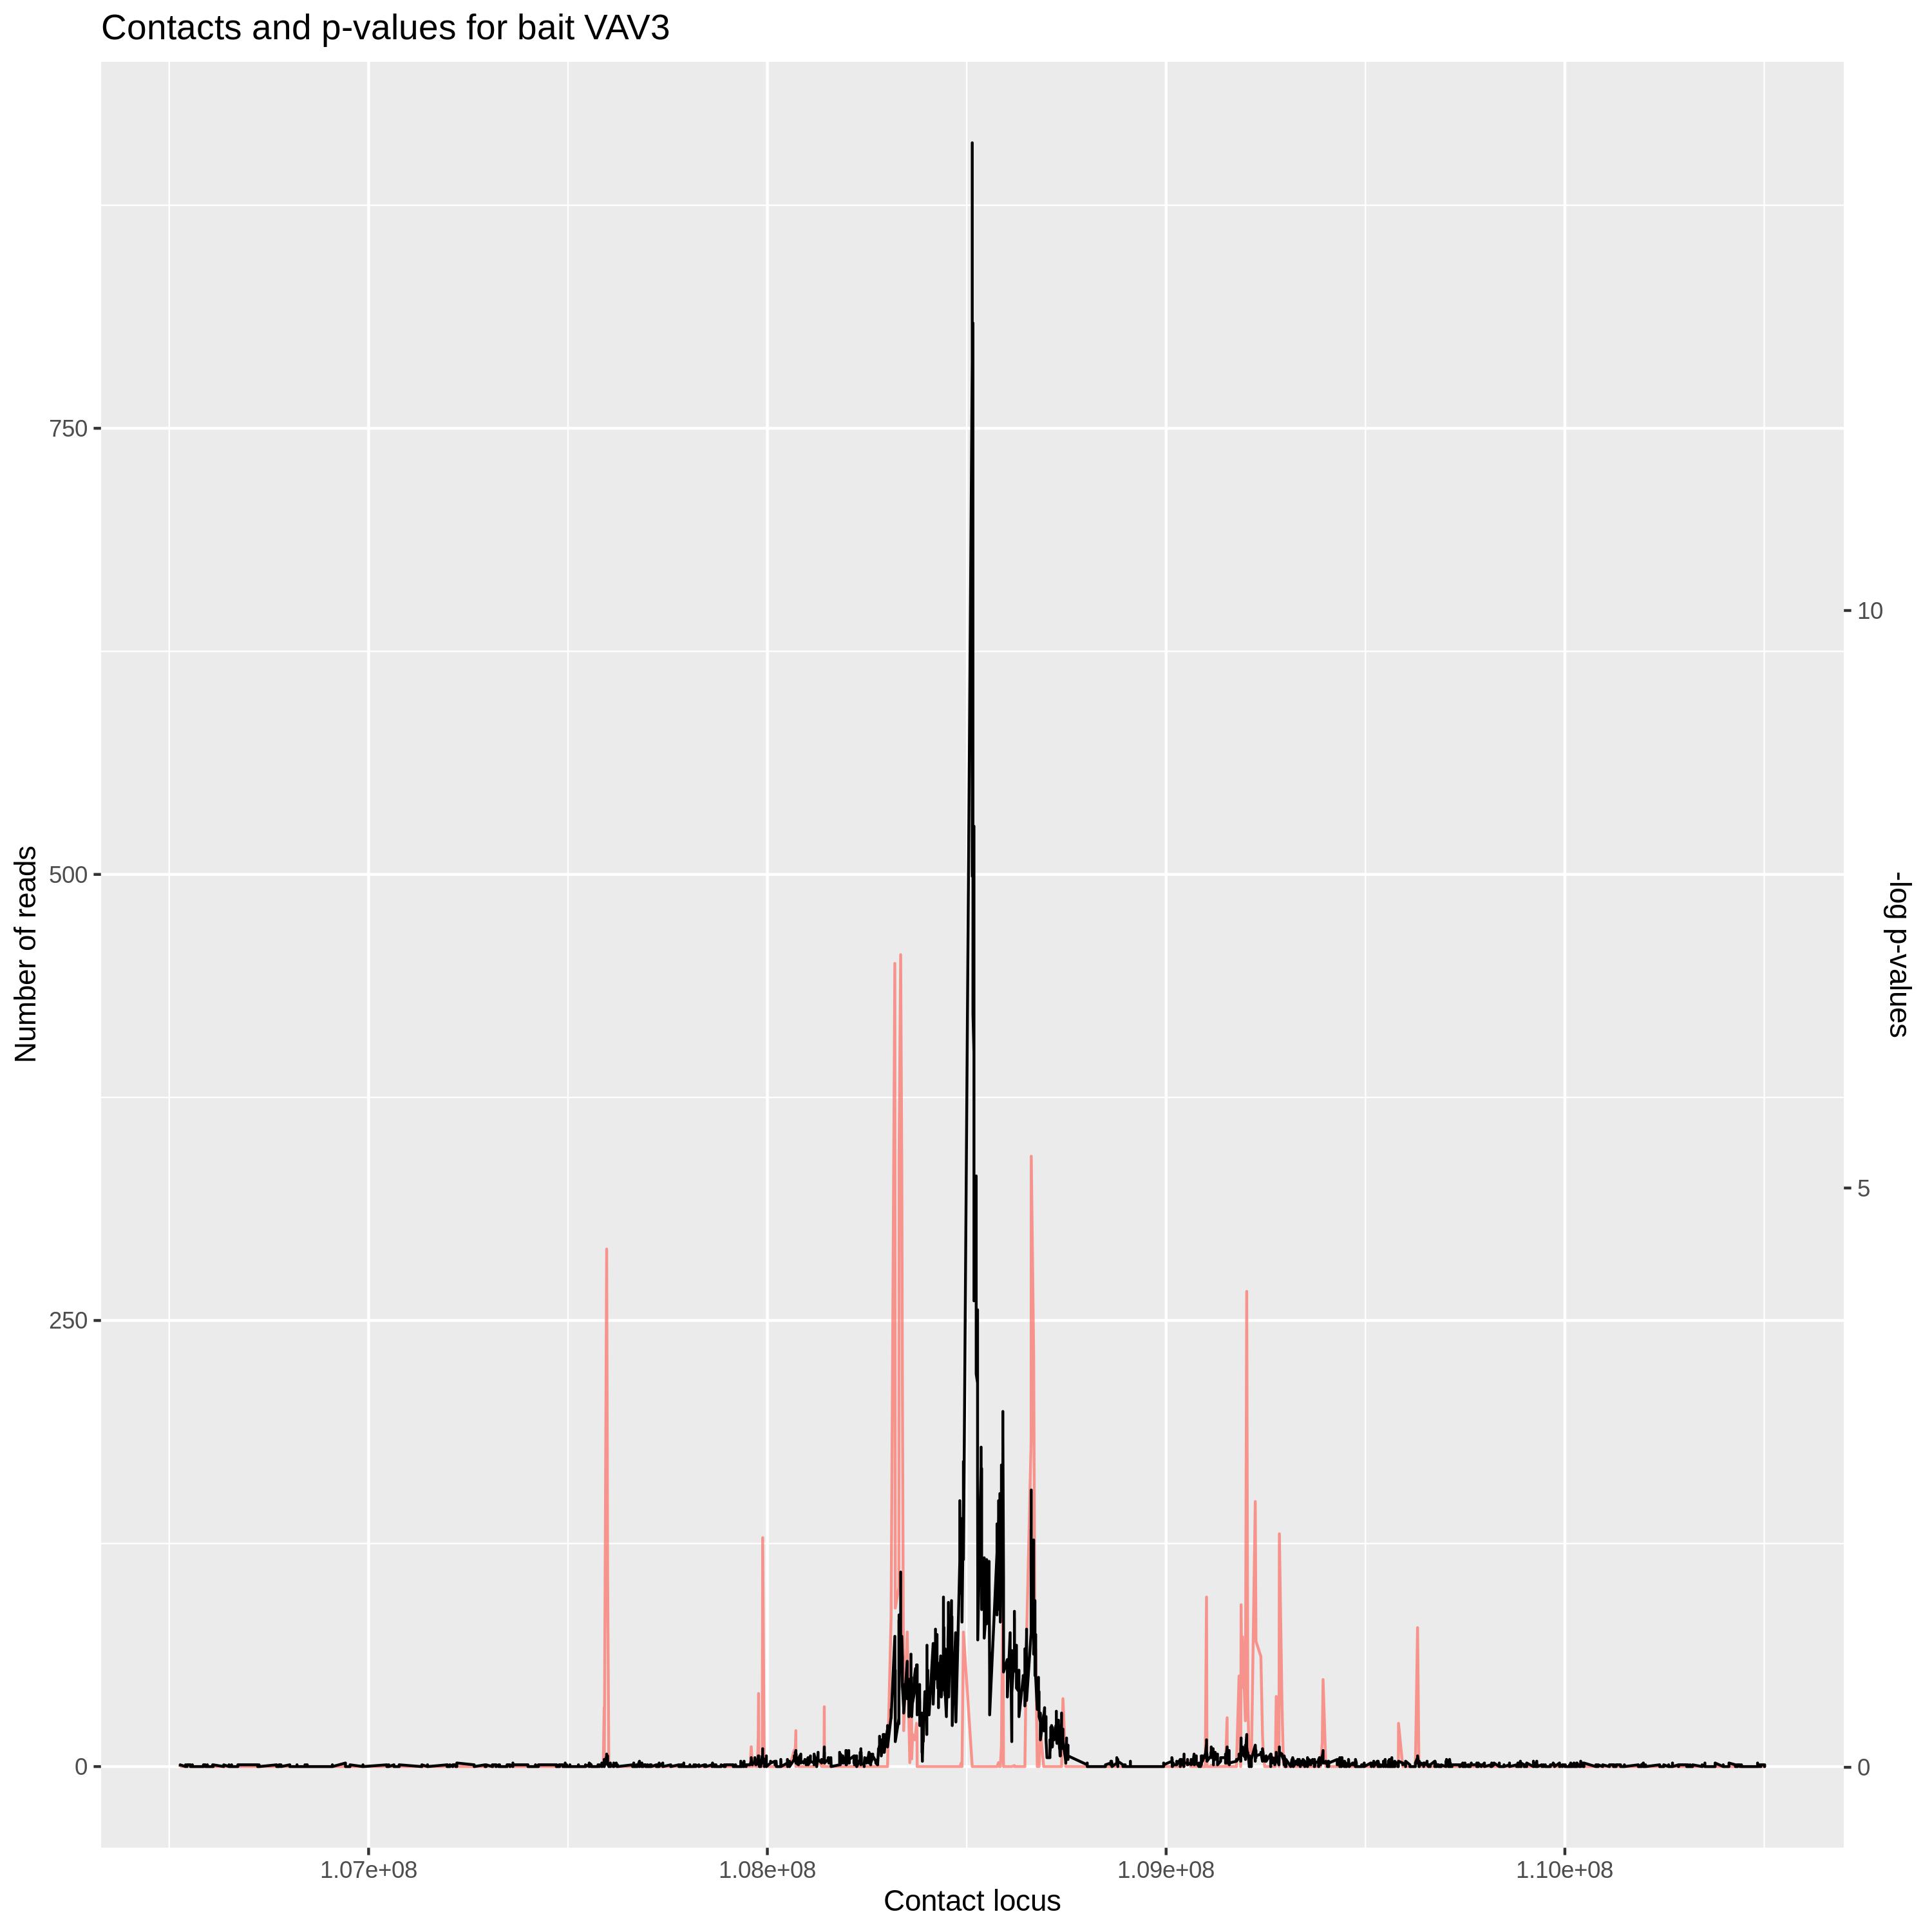 Contacts and p-values for bait VAV3
750
500
250
0
Number of reads
10
5
0
-log p-values
1.07e+08
1.08e+08
1.09e+08
1.10e+08
Contact locus